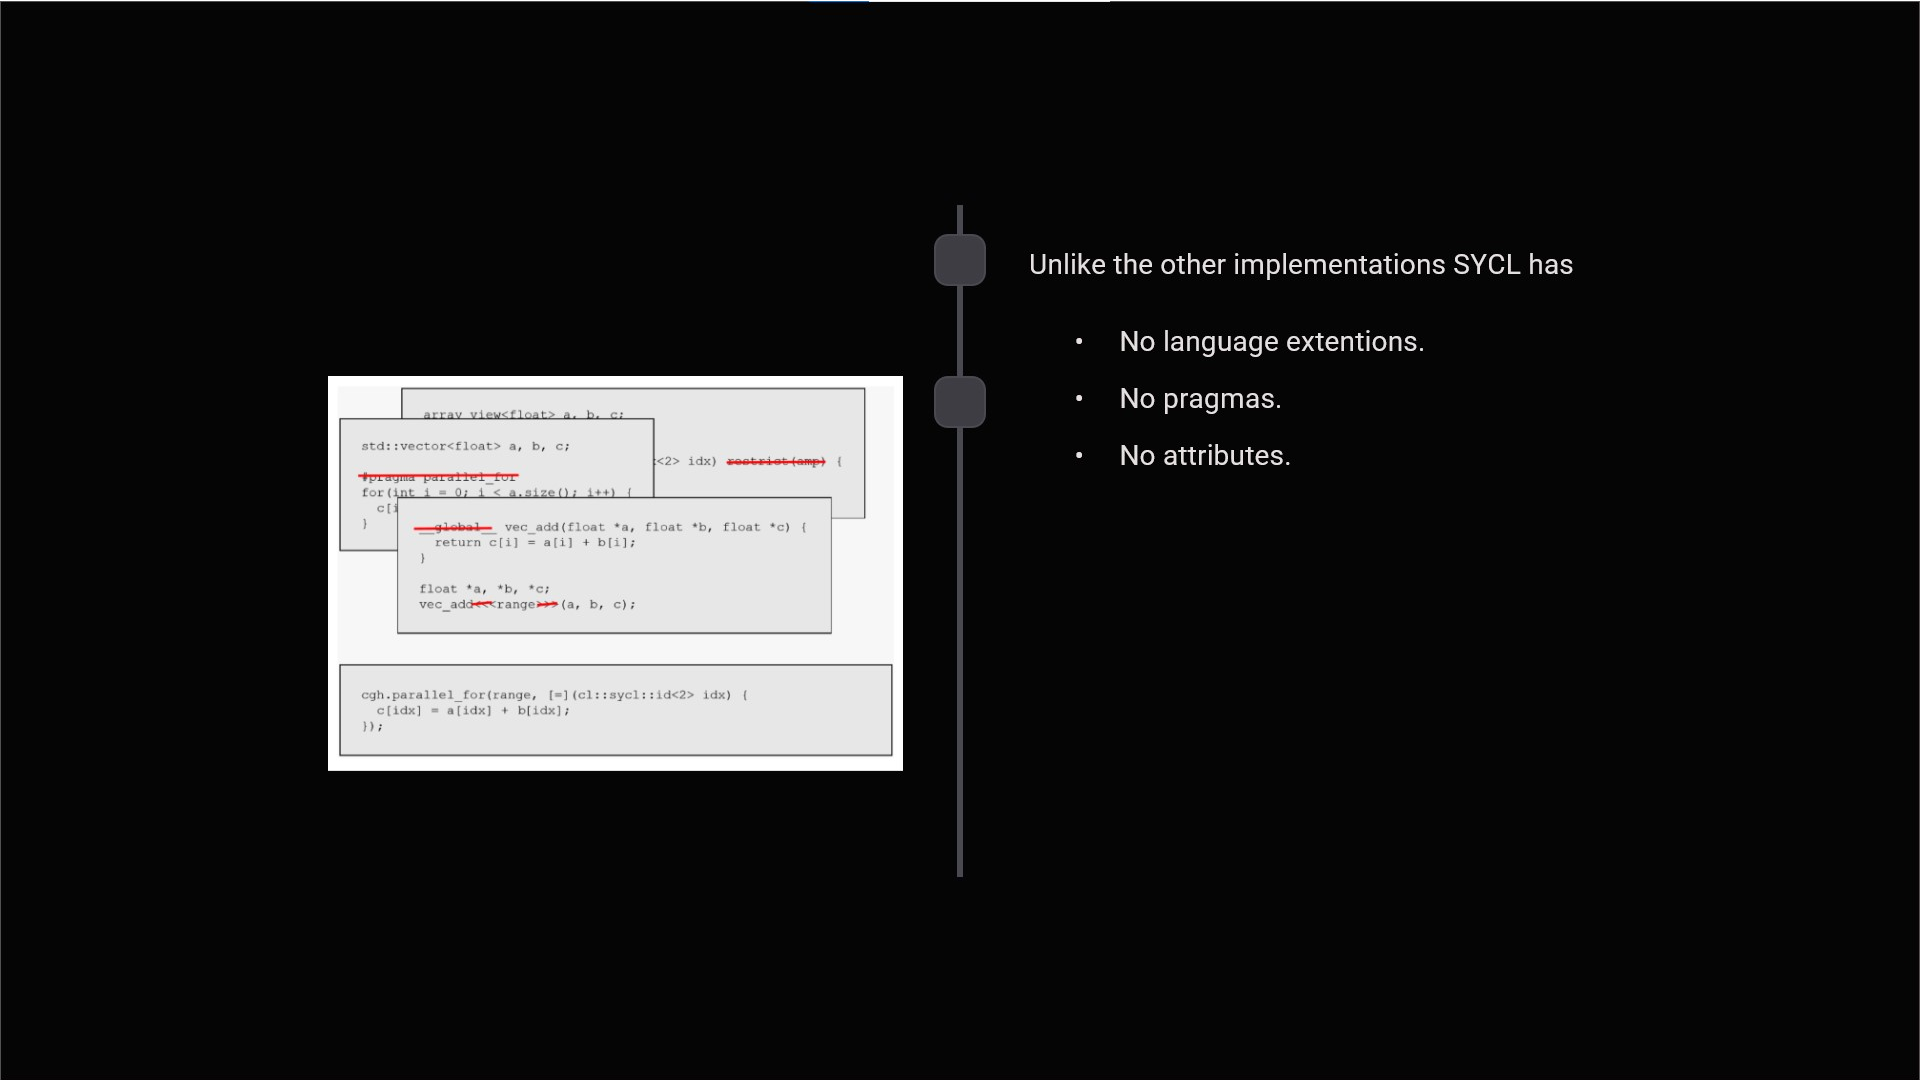 array_view<float> a, b, c;
<2> idx) restrict(amp) {
std::vector<float> a, b, c;
#pragma parallel_for
for(int i = 0; i < a.size(); i++) {
c[i
}
__global__ vec_add(float *a, float *b, float *c) {
return c[i] = a[i] + b[i];
}
float *a, *b, *c;
vec_add<<<range>>>(a, b, c);
cgh.parallel_for(range, [=](cl::sycl::id<2> idx) {
c[idx] = a[idx] + b[idx];
});
Unlike the other implementations SYCL has
• No language extentions.
• No pragmas.
• No attributes.